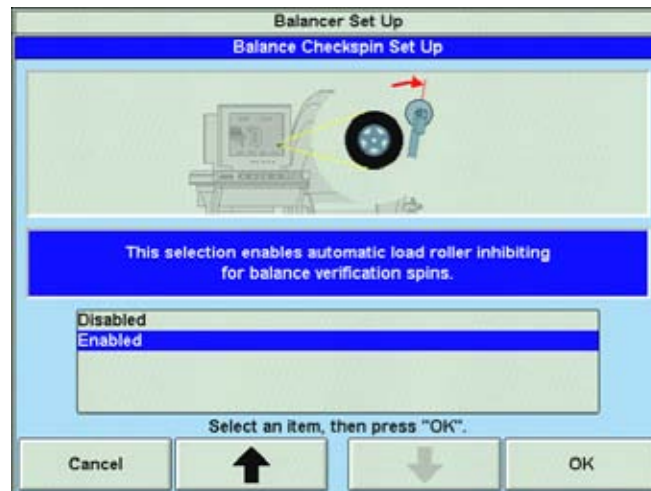 Balancer Set Up
Balance Checkspin Set Up
This selection enables automatic load roller inhibiting
for balance verification spins.
Disabled
Enabled
Select an item, then press "OK".
Cancel
OK